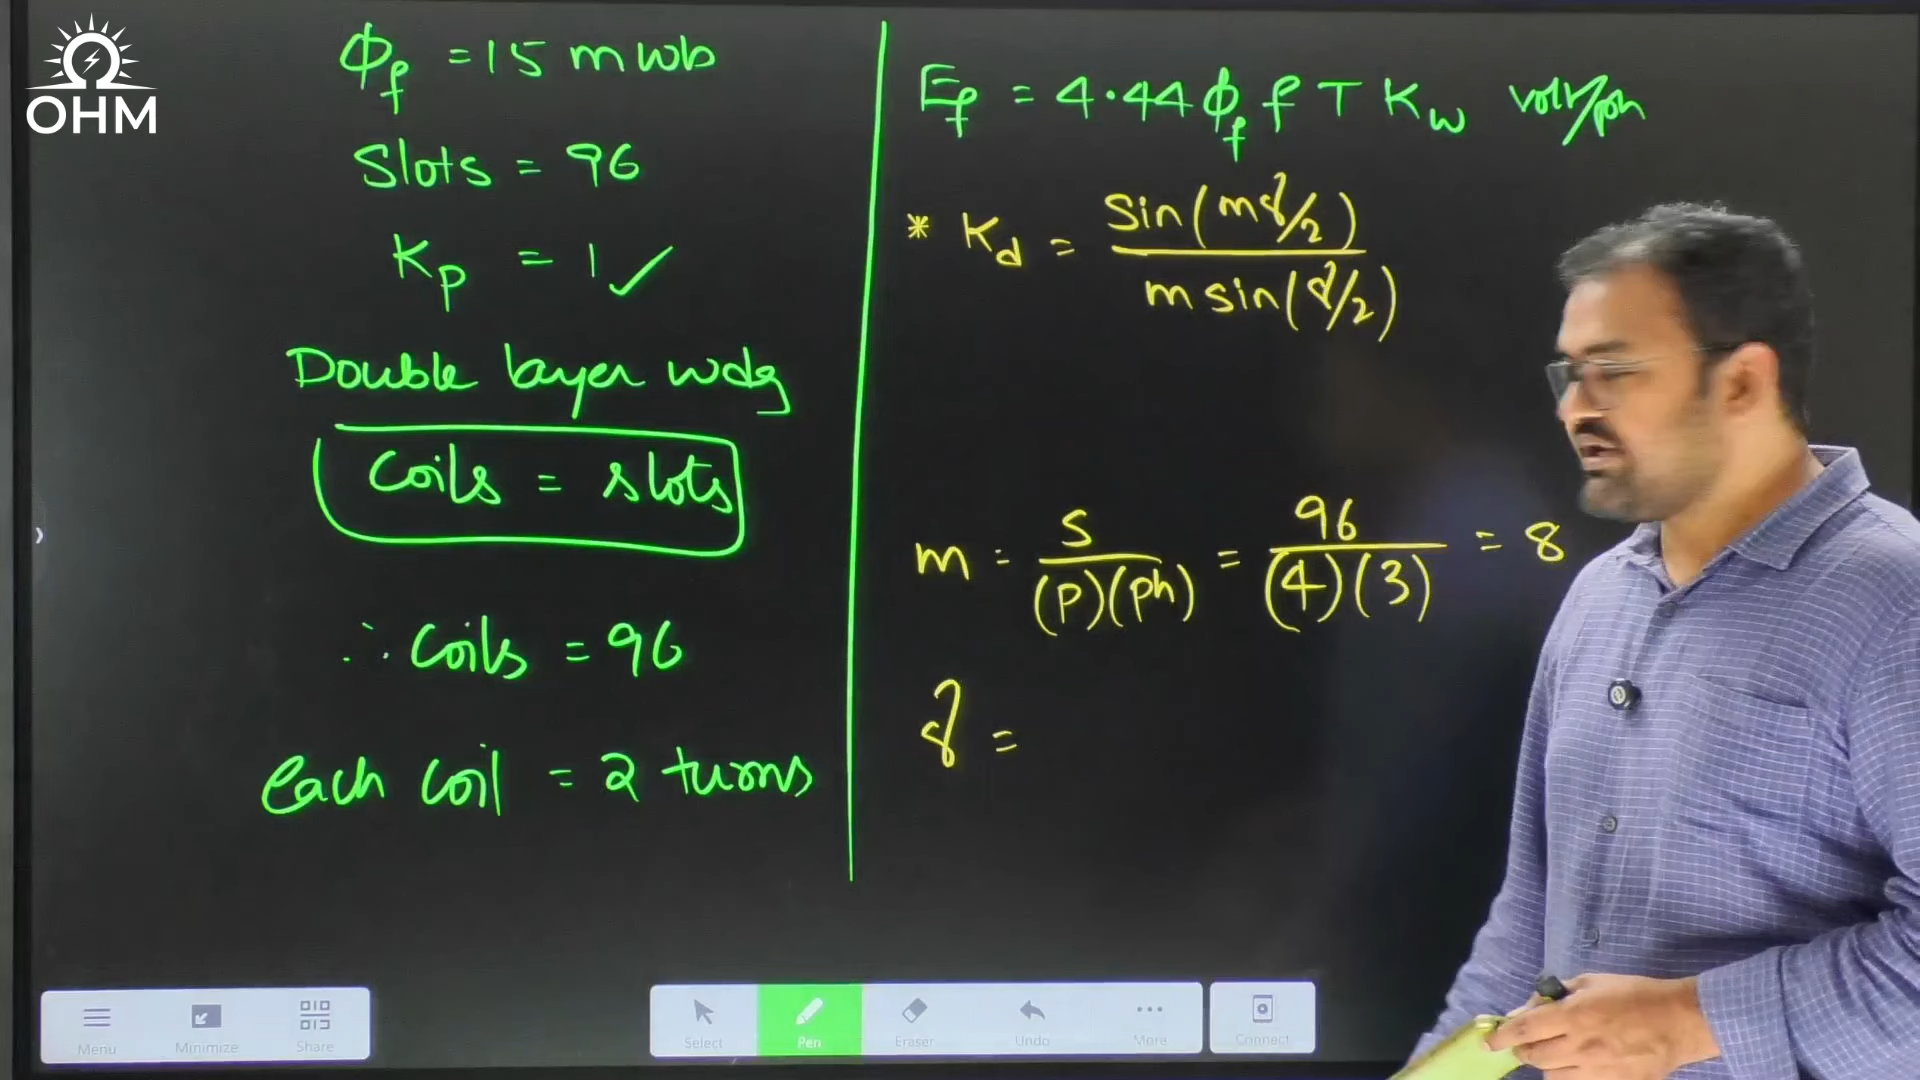 OHM
Φf = 15 mwb
Slots = 96
Kp = 1 ✓
Double layer wdg
coils = slots
∴ coils = 96
each coil = 2 turns
Ef = 4.44 ϕf f T Kw volt/ph
* Kd = sin(mγ/2) / m sin(γ/2)
m = S / (P)(ph) = 96 / (4)(3) = 8
γ =
Menu Minimize Share Select Pen Eraser Undo More Connect